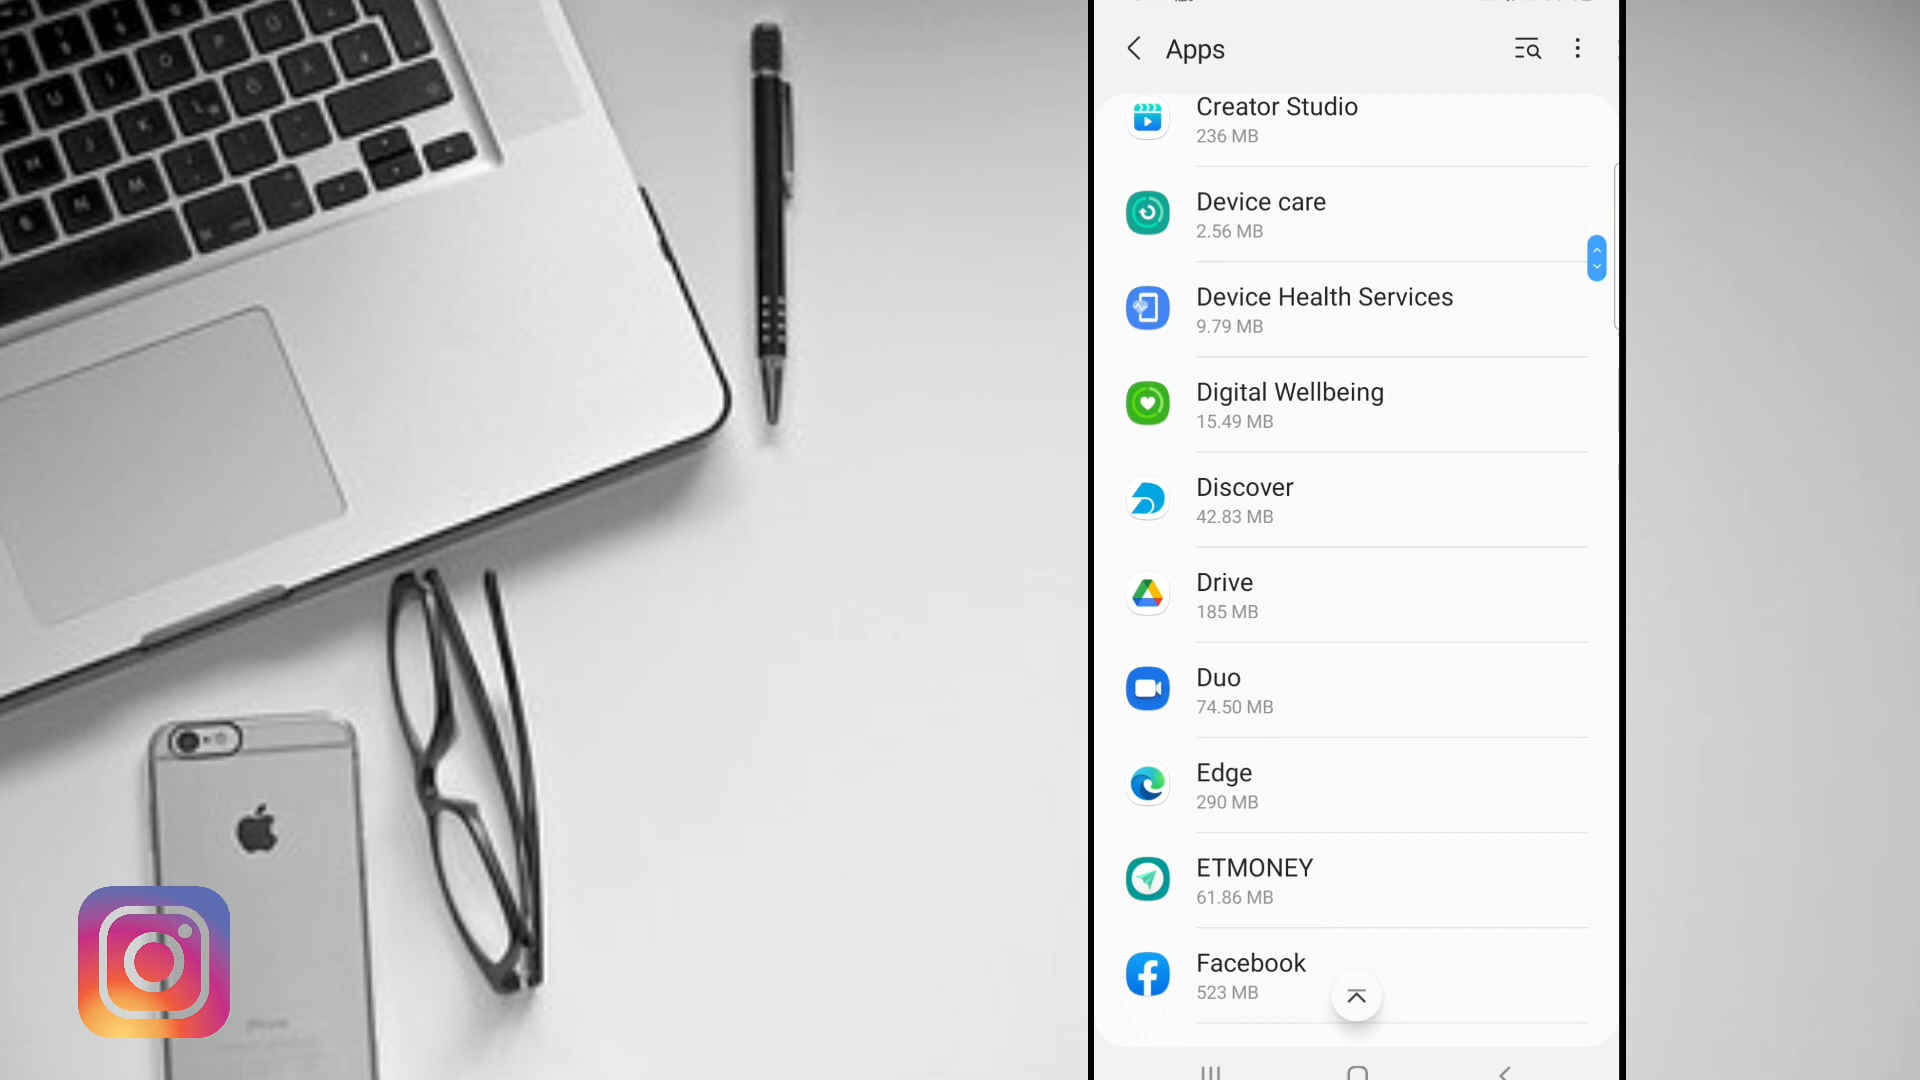 Apps
Creator Studio
236 MB
Device care
2.56 MB
Device Health Services
9.79 MB
Digital Wellbeing
15.49 MB
Discover
42.83 MB
Drive
185 MB
Duo
74.50 MB
Edge
290 MB
ETMONEY
61.86 MB
Facebook
523 MB